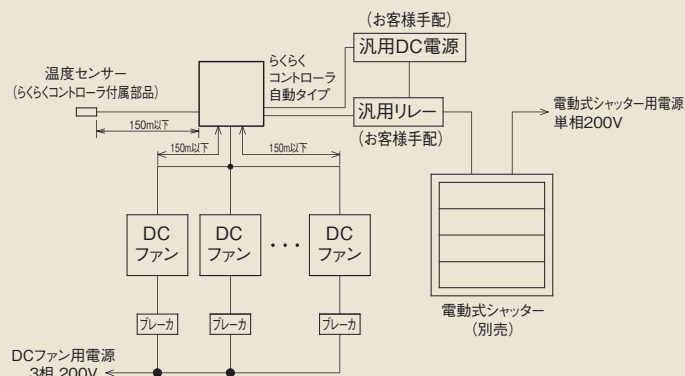 (お客様手配)
汎用DC電源
らくらく
コントローラ
自動タイプ
温度センサー
(らくらくコントローラ付属部品)
150m以下
汎用リレー
(お客様手配)
電動式シャッター用電源
単相200V
150m以下
150m以下
DC
ファン
DC
ファン
・・・
DC
ファン
ブレーカ
ブレーカ
ブレーカ
電動式シャッター
(別売)
DCファン用電源
3相 200V